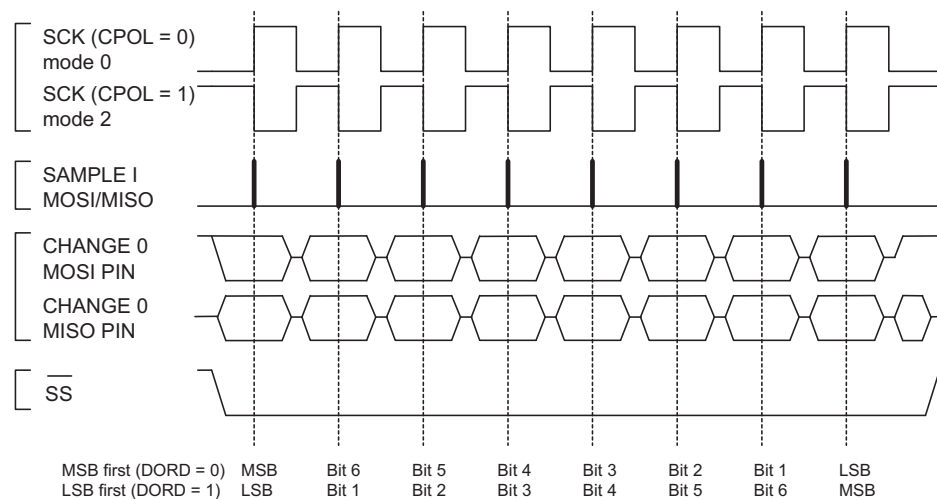 SCK (CPOL = 0)
mode 0
SCK (CPOL = 1)
mode 2
SAMPLE I
MOSI/MISO
CHANGE 0
MOSI PIN
CHANGE 0
MISO PIN
SS
MSB first (DORD = 0) MSB Bit 6 Bit 5 Bit 4 Bit 3 Bit 2 Bit 1 LSB
LSB first (DORD = 1) LSB Bit 1 Bit 2 Bit 3 Bit 4 Bit 5 Bit 6 MSB